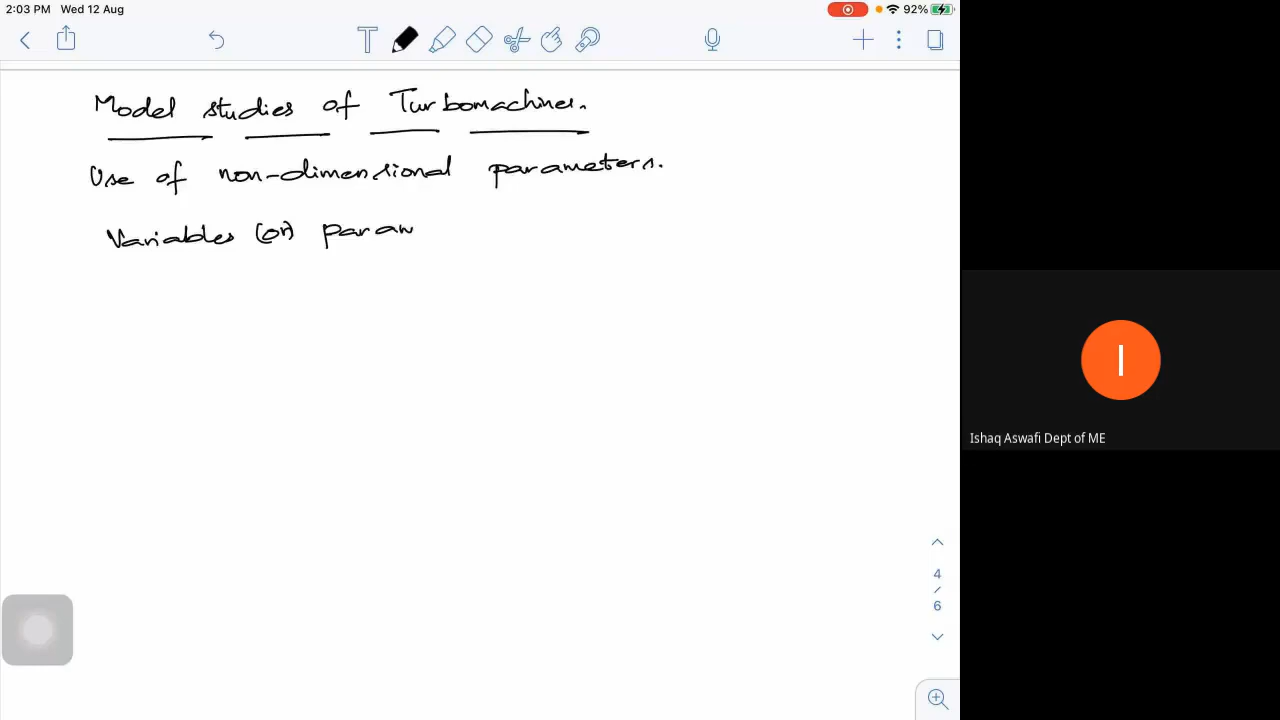 2:03 PM Wed 12 Aug
92%
Model studies of Turbomachines.
Use of non-dimensional parameters.
Variables (or) param
4
/
6
I
Ishaq Aswafi Dept of ME